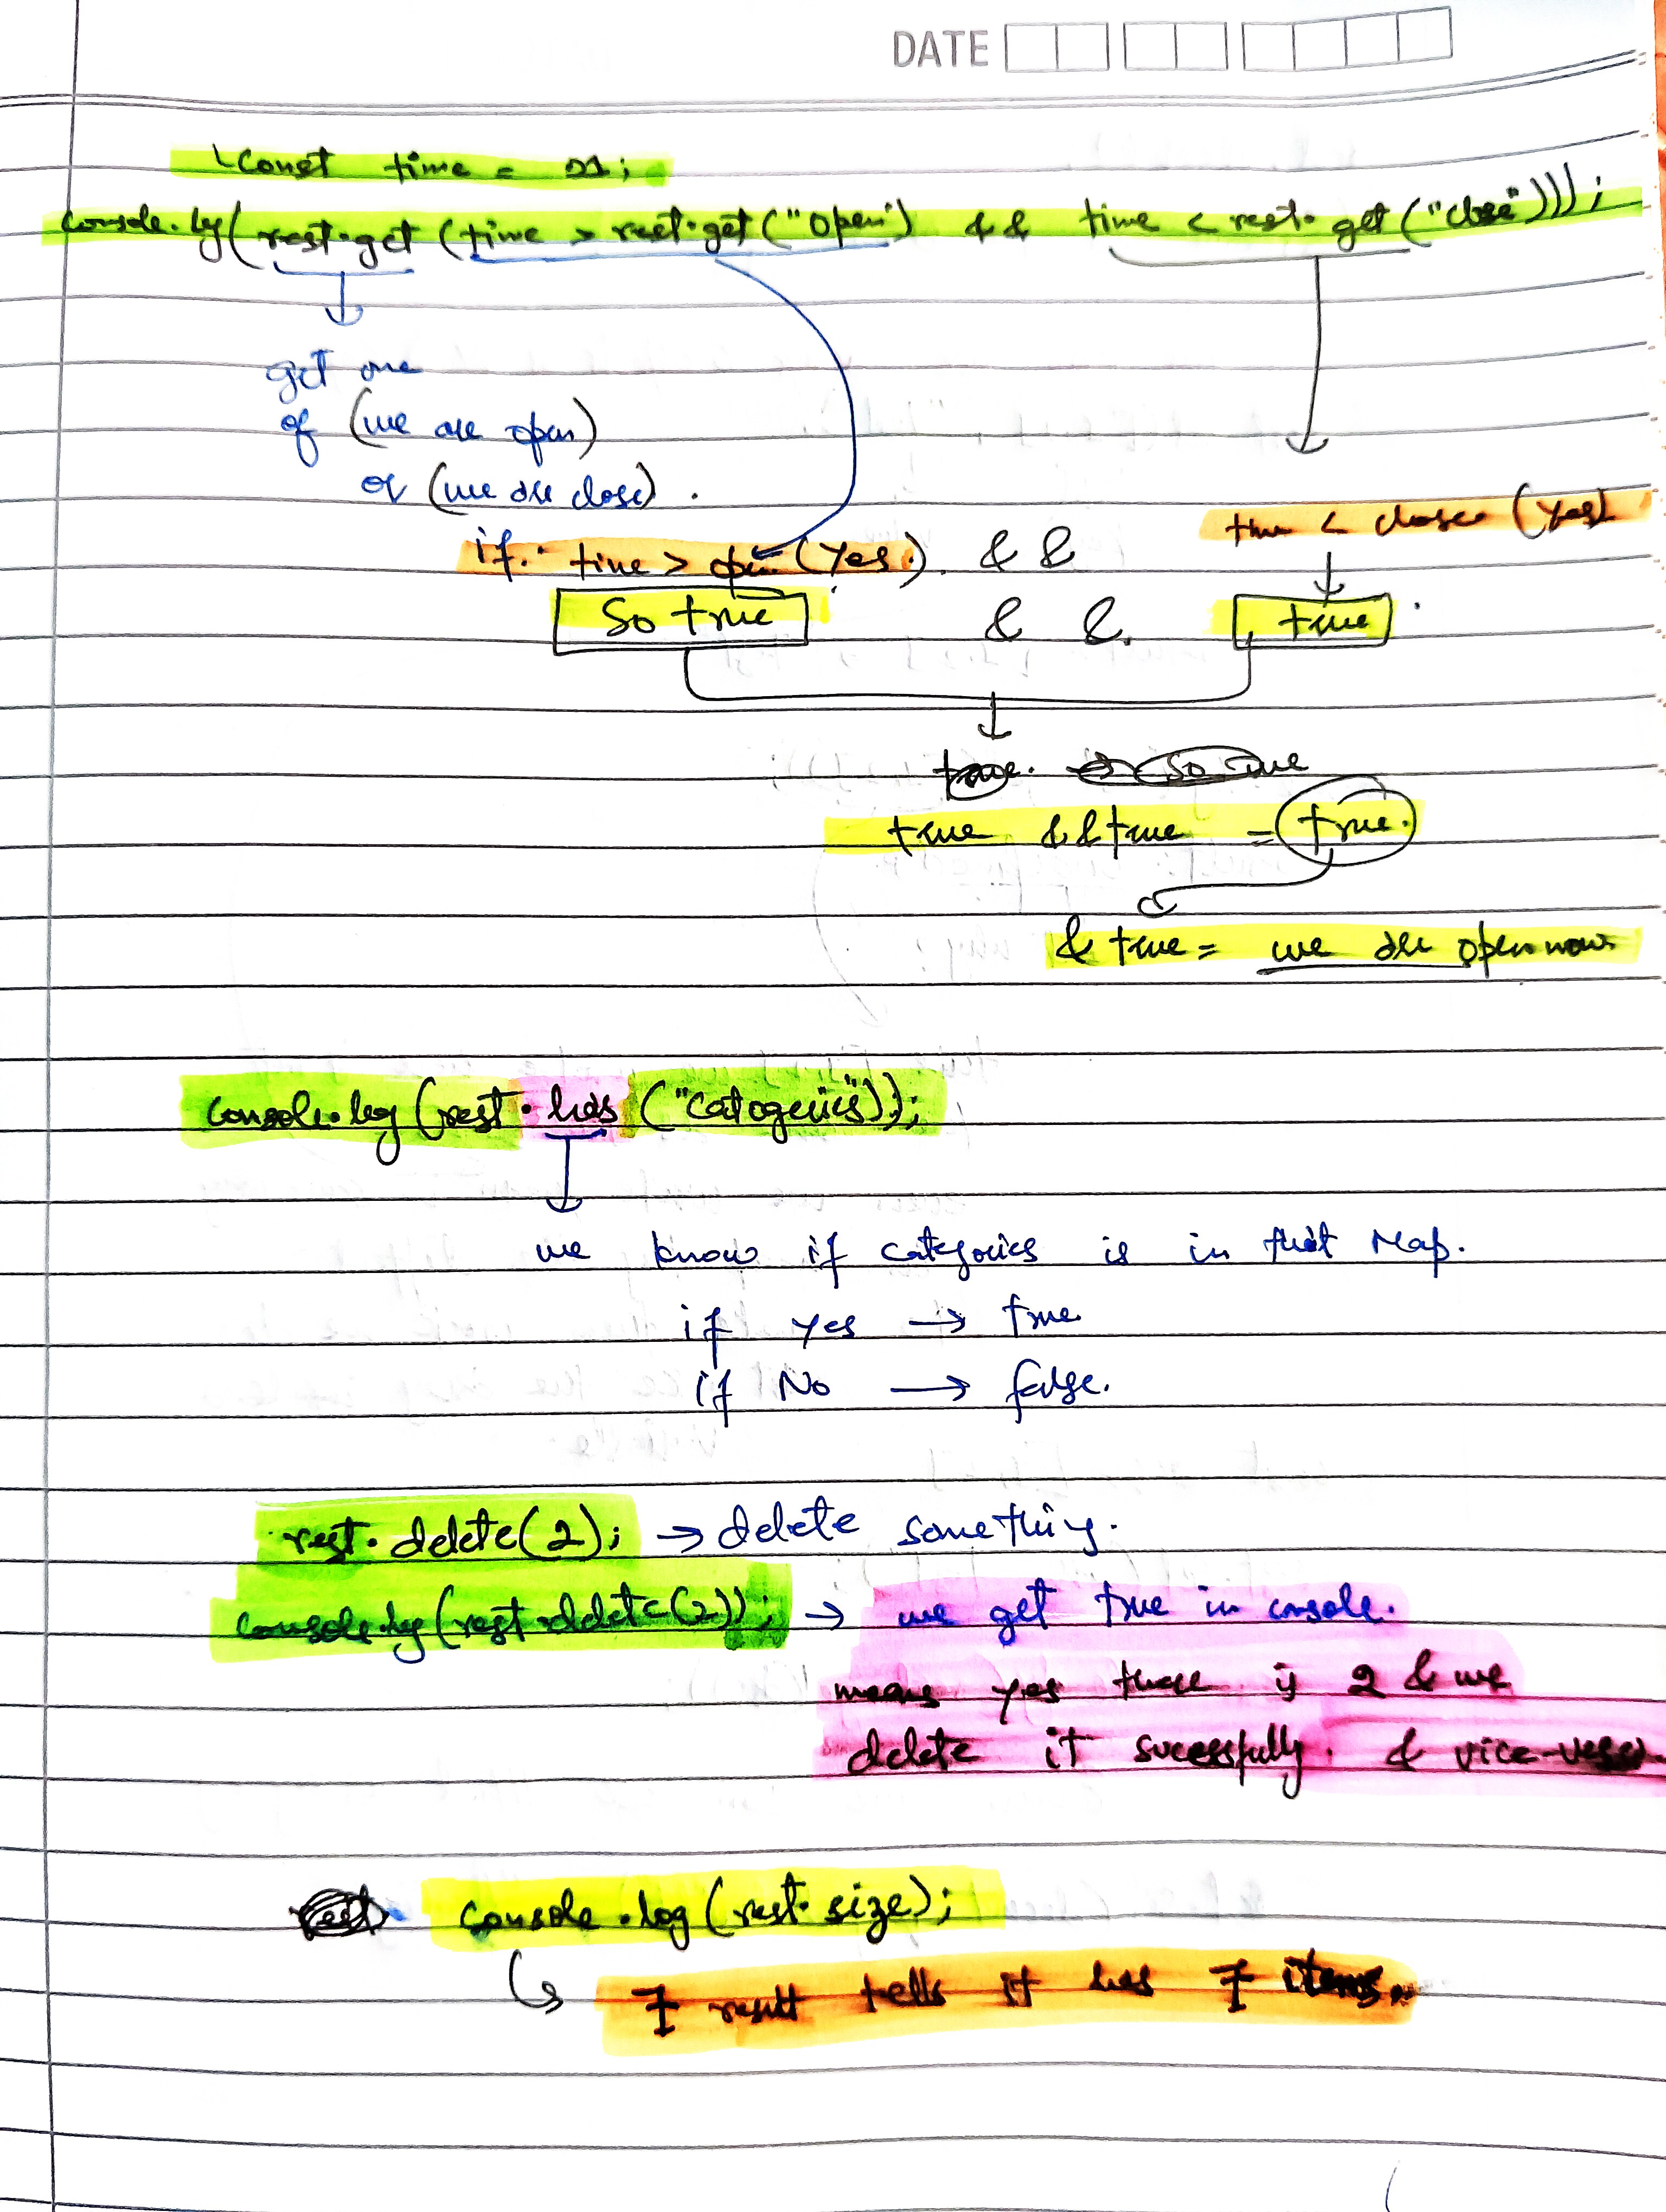 DATE
const time = 21;
console.log(rest.get(time > rest.get("Open") && time < rest.get("close")));
get one
of (we are open)
or (we are close).
time < close (yes)
if. time > open (Yes.) && 
So true && true
true. so
true && true = true.
& true = we are open now
console.log(rest.has("catogeries"));
we know if categories is in that Map.
if yes → true
if No → false.
rest.delete(2); → delete something.
console.log(rest.delete(2)); → we get true in console.
means yes there is 2 & we
delete it sucessfully. & vice-versa
console.log(rest.size);
7 result tells it has 7 items.